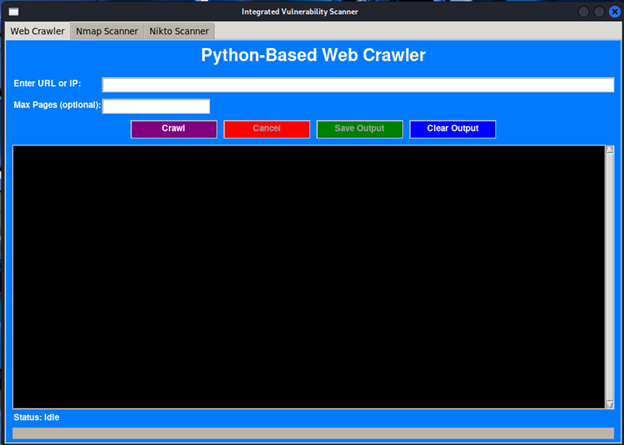 Integrated Vulnerability Scanner
Web Crawler Nmap Scanner Nikto Scanner
Python-Based Web Crawler
Enter URL or IP:
Max Pages (optional):
Crawl Cancel Save Output Clear Output
Status: Idle